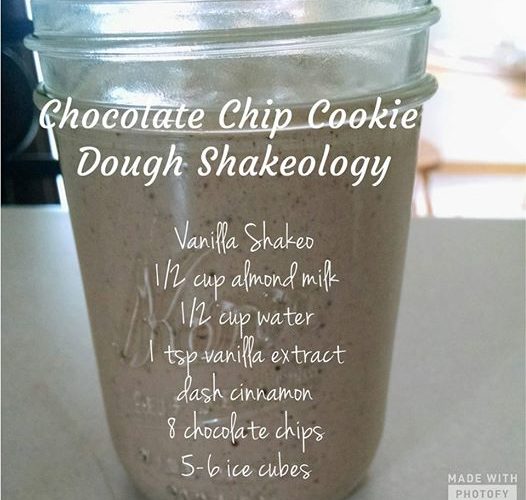 Chocolate Chip Cookie
Dough Shakeology
Vanilla Shakeo
1/2 cup almond milk
1/2 cup water
1 tsp vanilla extract
dash cinnamon
8 chocolate chips
5-6 ice cubes
MADE WITH
PHOTOFY